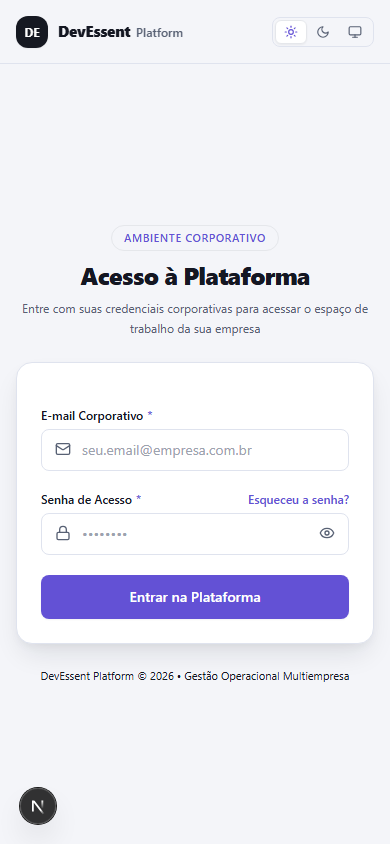 DE DevEssent Platform
AMBIENTE CORPORATIVO
Acesso à Plataforma
Entre com suas credenciais corporativas para acessar o espaço de
trabalho da sua empresa
E-mail Corporativo *
seu.email@empresa.com.br
Senha de Acesso * Esqueceu a senha?
••••••••
Entrar na Plataforma
DevEssent Platform © 2026 • Gestão Operacional Multiempresa
N